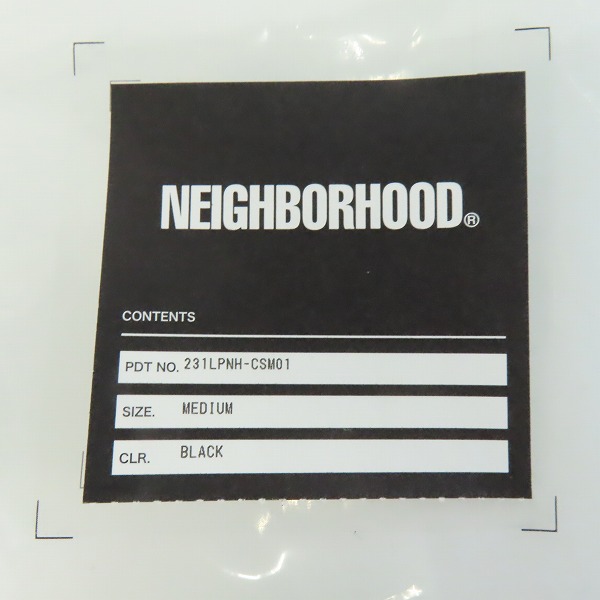 NEIGHBORHOOD®
CONTENTS
PDT NO. 231LPNH-CSM01
SIZE. MEDIUM
CLR. BLACK